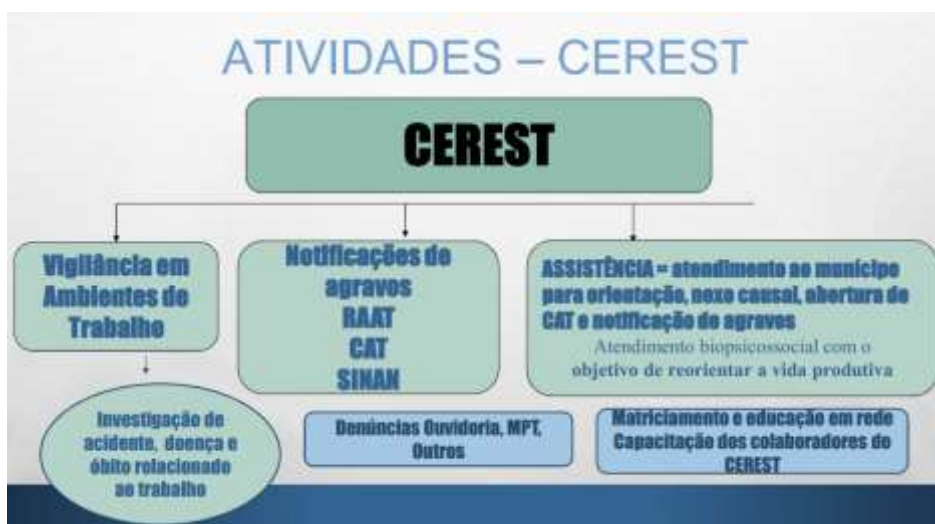 ATIVIDADES – CEREST
CEREST
Vigilância em
Ambientes de
Trabalho
Notificações de
agravos
RAAT
CAT
SINAN
ASSISTÊNCIA = atendimento ao munícipe
para orientação, nexo causal, abertura de
CAT e notificação de agravos
Atendimento biopsicossocial com o
objetivo de reorientar a vida produtiva
Investigação de
acidente, doença e
óbito relacionado
ao trabalho
Denúncias Ouvidoria, MPT,
Outros
Matriciamento e educação em rede
Capacitação dos colaboradores do
CEREST